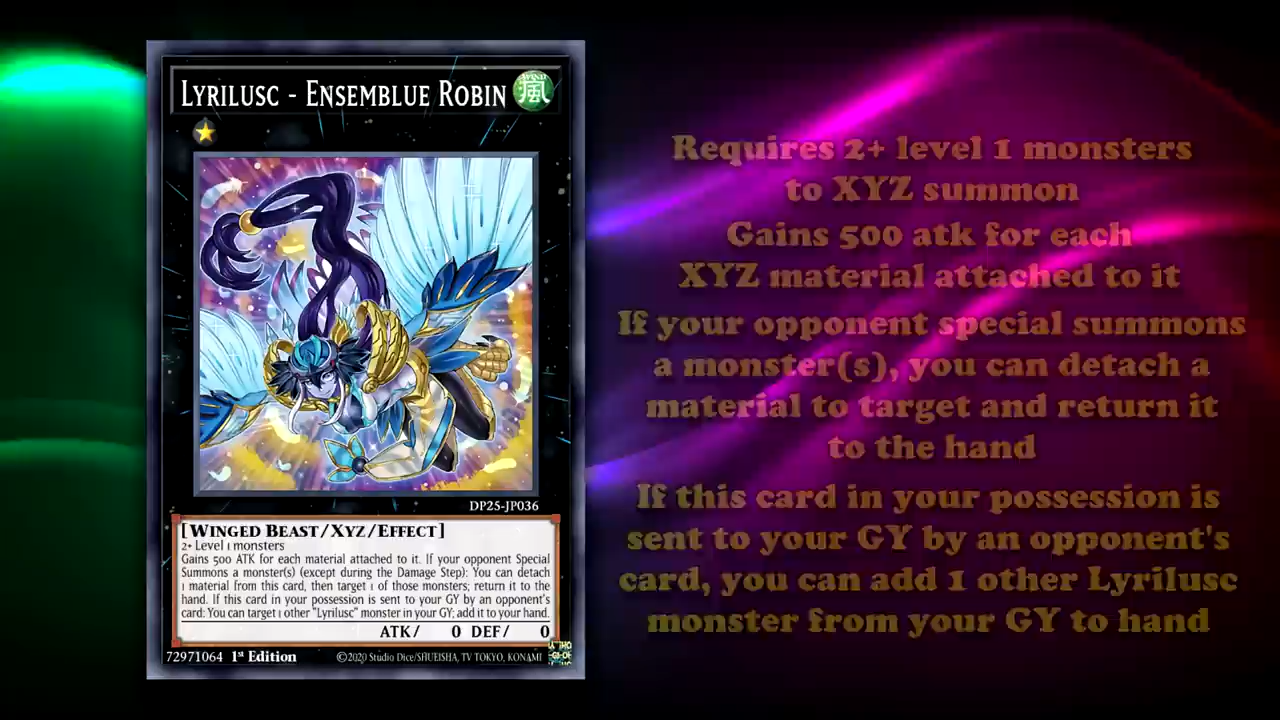 LYRILUSC - ENSEMBLUE ROBIN
WIND
風
DP25-JP036
[WINGED BEAST/XYZ/EFFECT]
2+ Level 1 monsters
Gains 500 ATK for each material attached to it. If your opponent Special
Summons a monster(s) (except during the Damage Step): You can detach
1 material from this card, then target 1 of those monsters; return it to the
hand. If this card in your possession is sent to your GY by an opponent's
card: You can target 1 other "Lyrilusc" monster in your GY; add it to your hand.
ATK/ 0 DEF/ 0
72971064 1st Edition
©2020 Studio Dice/SHUEISHA, TV TOKYO, KONAMI
Requires 2+ level 1 monsters
to XYZ summon
Gains 500 atk for each
XYZ material attached to it
If your opponent special summons
a monster(s), you can detach a
material to target and return it
to the hand
If this card in your possession is
sent to your GY by an opponent's
card, you can add 1 other Lyrilusc
monster from your GY to hand